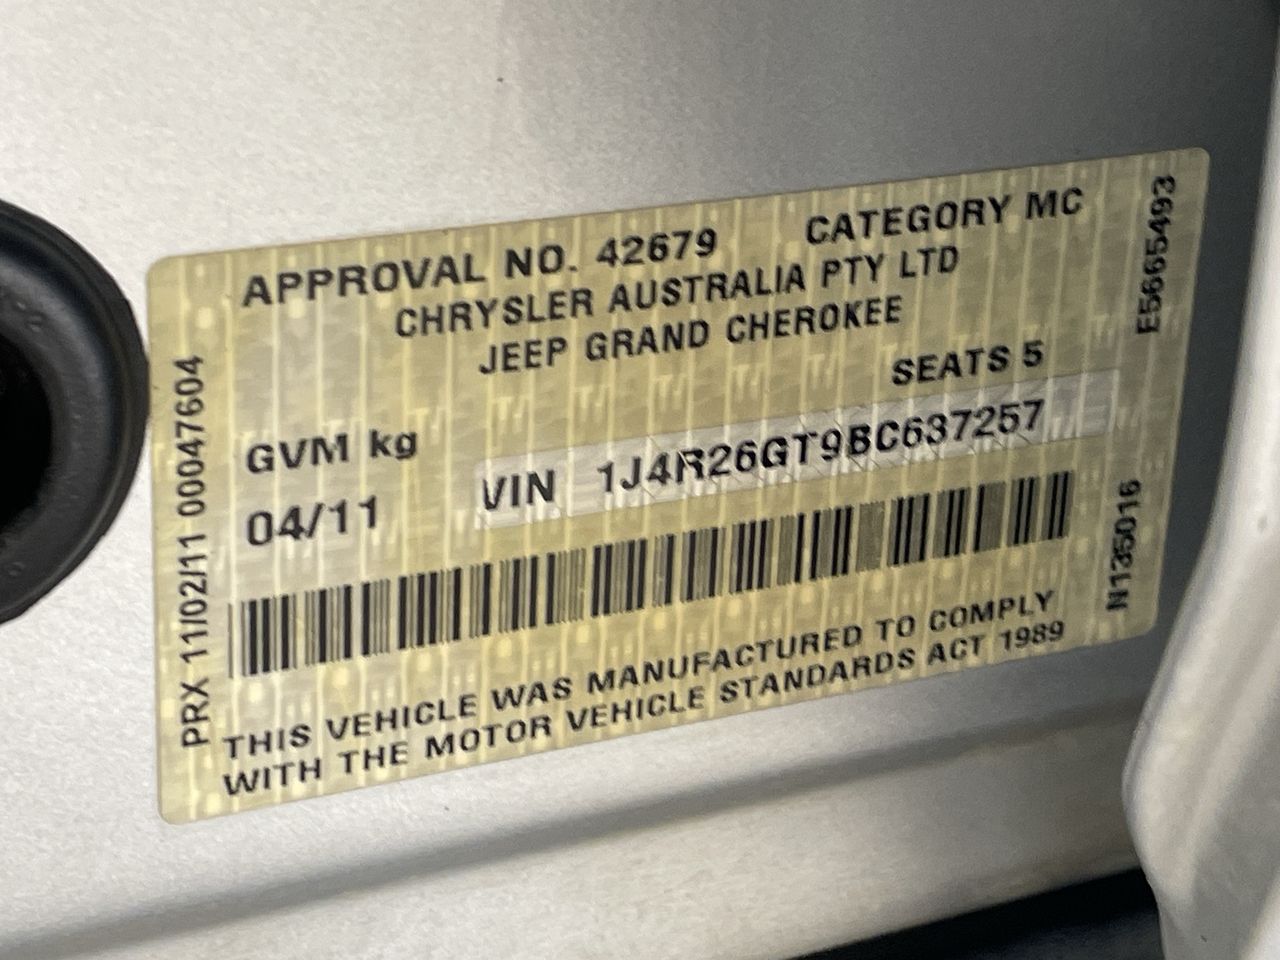 APPROVAL NO. 42679 CATEGORY MC
CHRYSLER AUSTRALIA PTY LTD
JEEP GRAND CHEROKEE
SEATS 5
GVM kg
VIN 1J4R26GT9BC637257
04/11
THIS VEHICLE WAS MANUFACTURED TO COMPLY
WITH THE MOTOR VEHICLE STANDARDS ACT 1989
PRX 11/02/11 00047604
E5665493
N135016